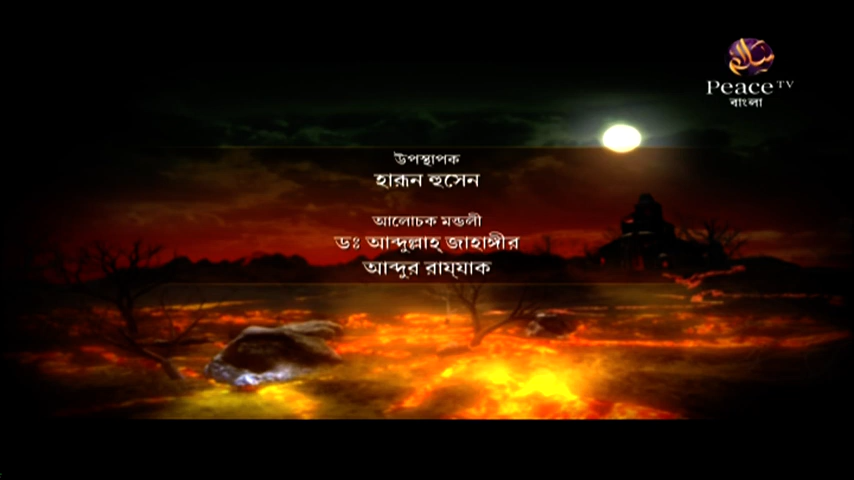 Peace TV
বাংলা
উপস্থাপক
হারূন হুসেন
আলোচক মন্ডলী
ডঃ আব্দুল্লাহ্ জাহাঙ্গীর
আব্দুর রায্যাক